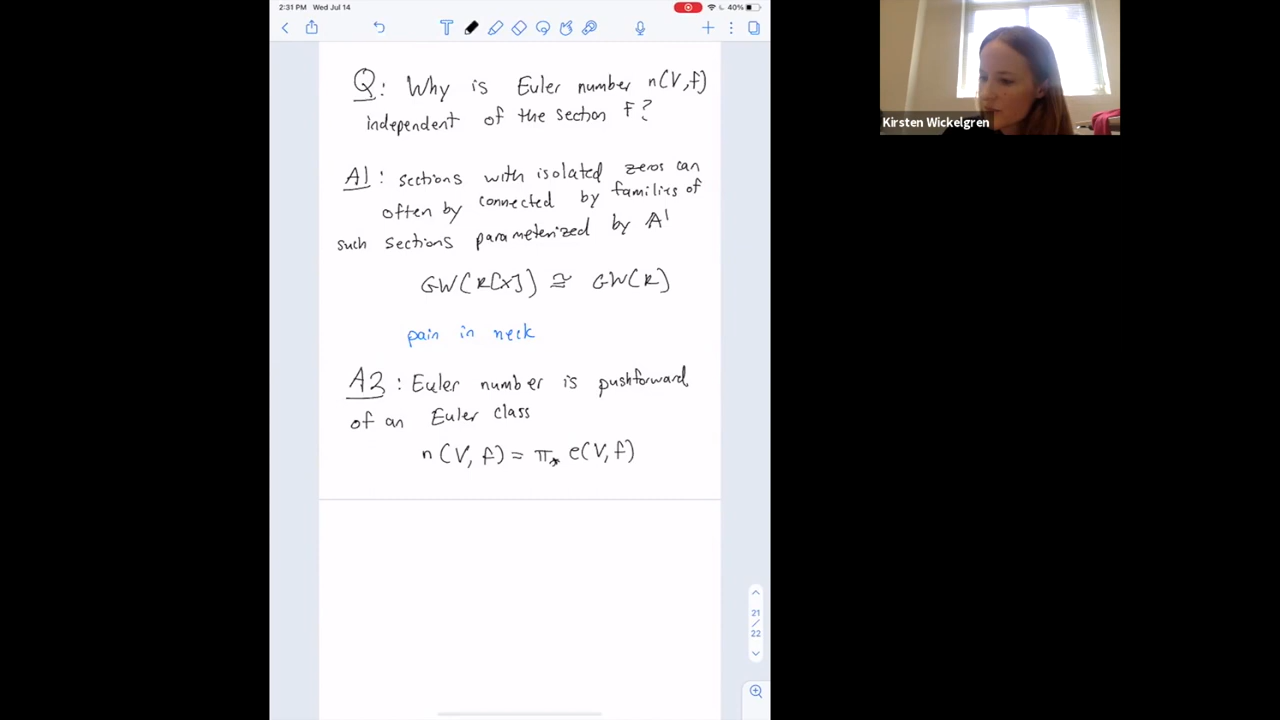 2:31 PM Wed Jul 14
40%
T
Q: Why is Euler number n(V,f)
independent of the section f?
A1: sections with isolated zeros can
often by connected by families of
such sections parameterized by 𝔸¹
GW(k[x]) ≅ GW(k)
pain in neck
A2: Euler number is pushforward
of an Euler class
n(V, f) = π* e(V, f)
21
/
22
Kirsten Wickelgren